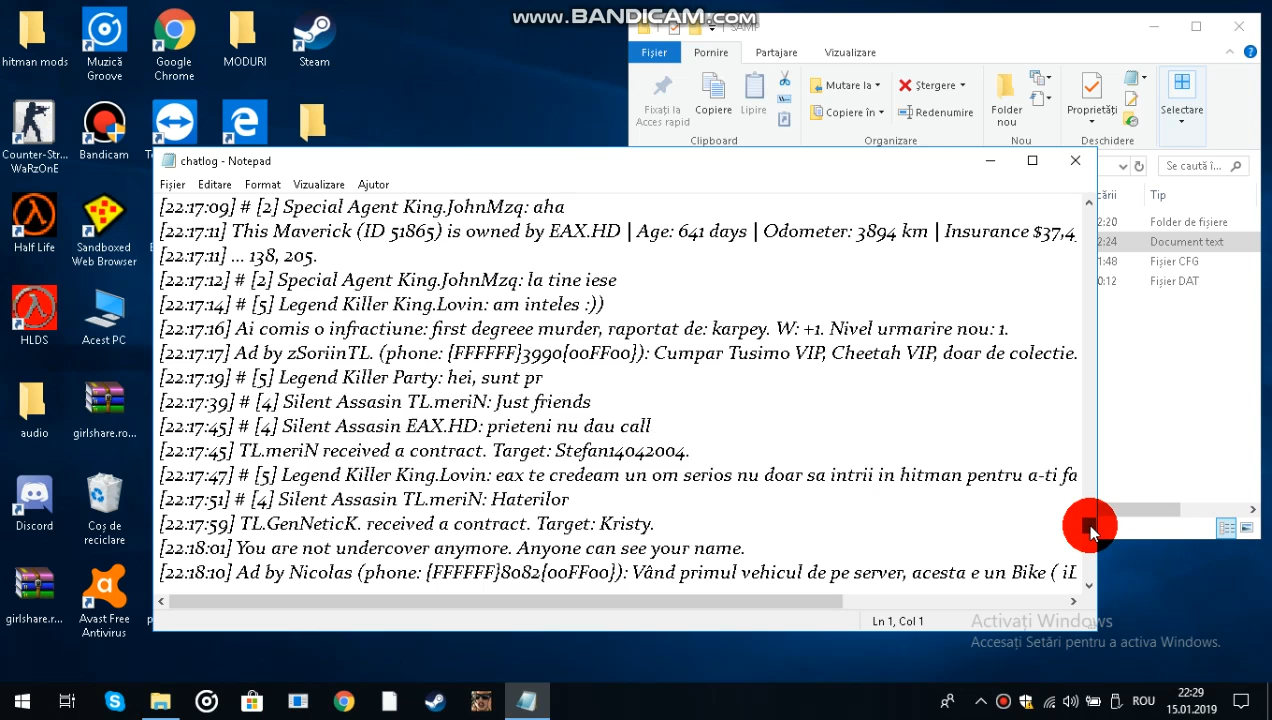 www.BANDICAM.com
hitman mods
Muzică
Groove
Google
Chrome
MODURI
Steam
Counter-Str...
WaRzOnE
Bandicam
Half Life
Sandboxed
Web Browser
HLDS
Acest PC
audio
girlshare.ro...
Discord
Coș de
reciclare
girlshare.r...
Avast Free
Antivirus
SAMP
Fișier
Pornire
Partajare
Vizualizare
Fixați la
Acces rapid
Copiere
Lipire
Mutare la
Copiere în
Ștergere
Redenumire
Folder
nou
Proprietăți
Selectare
Clipboard
Organizare
Nou
Deschidere
Se caută î...
Tip
2:20 Folder de fișiere
2:24 Document text
1:48 Fișier CFG
0:12 Fișier DAT
chatlog - Notepad
Fișier Editare Format Vizualizare Ajutor
[22:17:09] # [2] Special Agent King.JohnMzq: aha
[22:17:11] This Maverick (ID 51865) is owned by EAX.HD | Age: 641 days | Odometer: 3894 km | Insurance $37,4
[22:17:11] ... 138, 205.
[22:17:12] # [2] Special Agent King.JohnMzq: la tine iese
[22:17:14] # [5] Legend Killer King.Lovin: am inteles :))
[22:17:16] Ai comis o infractiune: first degreee murder, raportat de: karpey. W: +1. Nivel urmarire nou: 1.
[22:17:17] Ad by zSoriinTL. (phone: {FFFFFF}3990{00FF00}): Cumpar Tusimo VIP, Cheetah VIP, doar de colectie.
[22:17:19] # [5] Legend Killer Party: hei, sunt pr
[22:17:39] # [4] Silent Assasin TL.meriN: Just friends
[22:17:45] # [4] Silent Assasin EAX.HD: prieteni nu dau call
[22:17:45] TL.meriN received a contract. Target: Stefan14042004.
[22:17:47] # [5] Legend Killer King.Lovin: eax te credeam un om serios nu doar sa intrii in hitman pentru a-ti fa
[22:17:51] # [4] Silent Assasin TL.meriN: Haterilor
[22:17:59] TL.GenNeticK. received a contract. Target: Kristy.
[22:18:01] You are not undercover anymore. Anyone can see your name.
[22:18:10] Ad by Nicolas (phone: {FFFFFF}8082{00FF00}): Vând primul vehicul de pe server, acesta e un Bike ( iL
Ln 1, Col 1
Activați Windows
Accesați Setări pentru a activa Windows.
ROU
22:29
15.01.2019